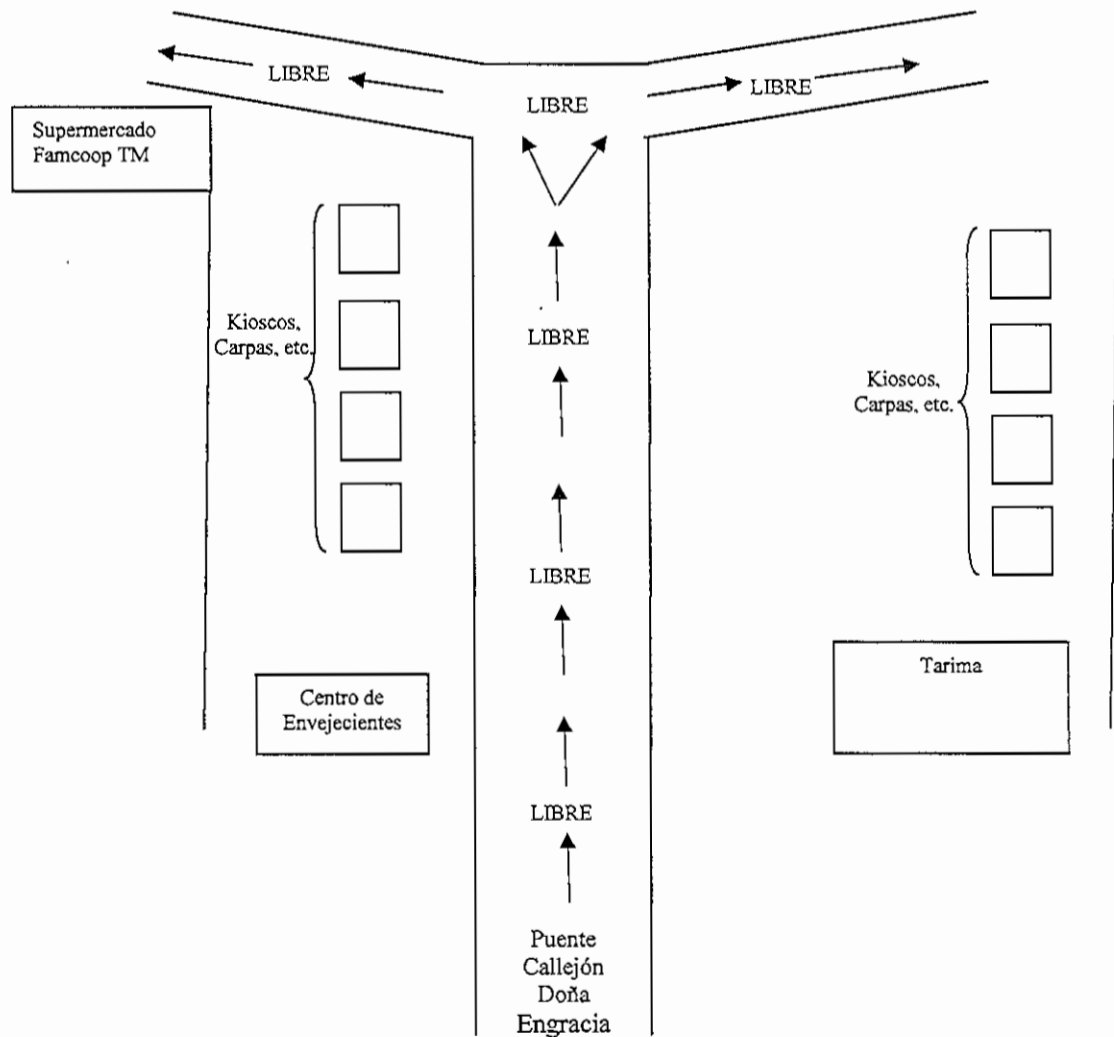 LIBRE
LIBRE
LIBRE
Supermercado
Famcoop TM
Kioscos,
Carpas, etc.
LIBRE
Kioscos,
Carpas, etc.
LIBRE
Centro de
Envejecientes
Tarima
LIBRE
Puente
Callejón
Doña
Engracia